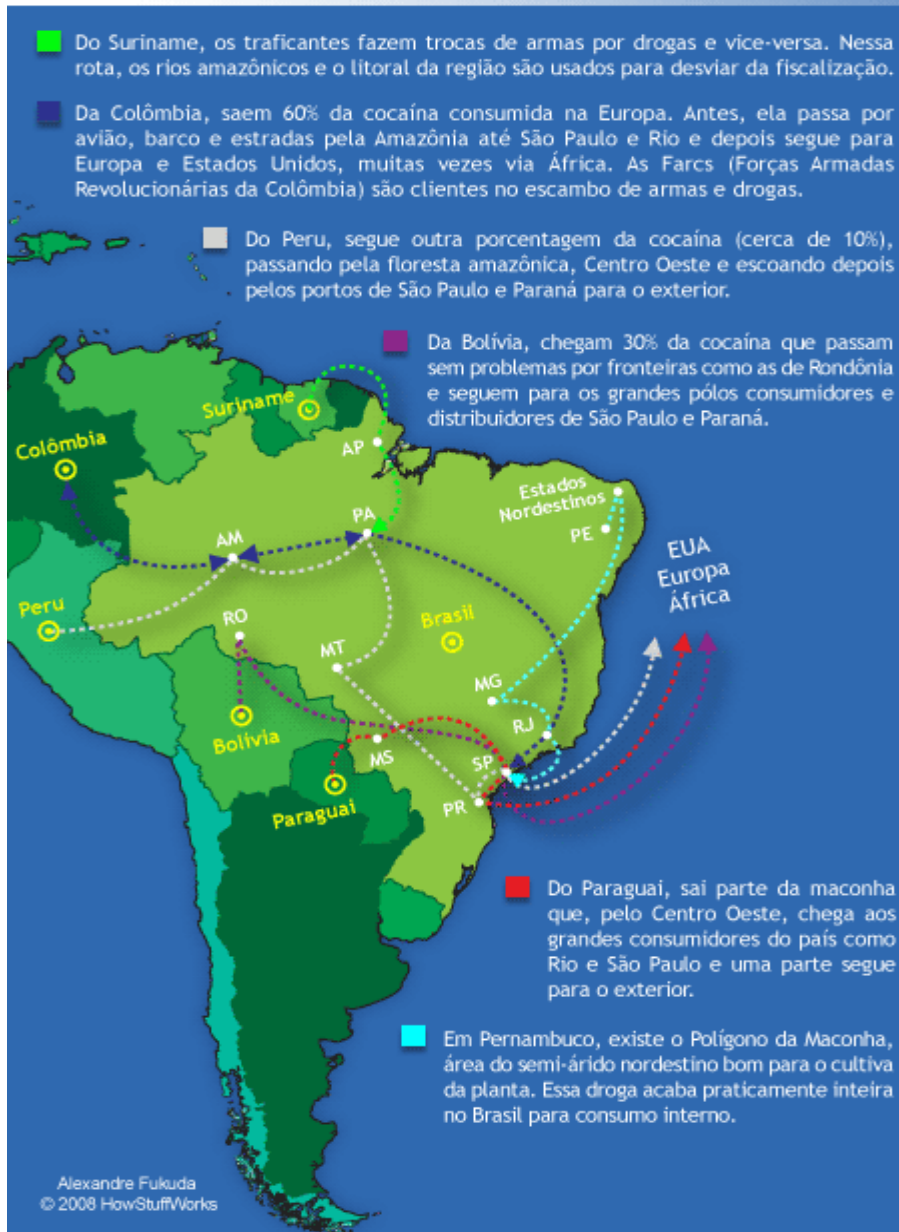 Do Suriname, os traficantes fazem trocas de armas por drogas e vice-versa. Nessa
rota, os rios amazônicos e o litoral da região são usados para desviar da fiscalização.
Da Colômbia, saem 60% da cocaína consumida na Europa. Antes, ela passa por
avião, barco e estradas pela Amazônia até São Paulo e Rio e depois segue para
Europa e Estados Unidos, muitas vezes via África. As Farcs (Forças Armadas
Revolucionárias da Colômbia) são clientes no escambo de armas e drogas.
Do Peru, segue outra porcentagem da cocaína (cerca de 10%),
passando pela floresta amazônica, Centro Oeste e escoando depois
pelos portos de São Paulo e Paraná para o exterior.
Da Bolívia, chegam 30% da cocaína que passam
sem problemas por fronteiras como as de Rondônia
e seguem para os grandes pólos consumidores e
distribuidores de São Paulo e Paraná.
Suriname
Colômbia
AP
Estados
Nordestinos
PA
PE
AM
EUA
Europa
África
Peru
RO
Brasil
MT
MG
RJ
Bolívia
MS
SP
Paraguai
PR
Do Paraguai, sai parte da maconha
que, pelo Centro Oeste, chega aos
grandes consumidores do país como
Rio e São Paulo e uma parte segue
para o exterior.
Em Pernambuco, existe o Polígono da Maconha,
área do semi-árido nordestino bom para o cultiva
da planta. Essa droga acaba praticamente inteira
no Brasil para consumo interno.
Alexandre Fukuda
© 2008 HowStuffWorks